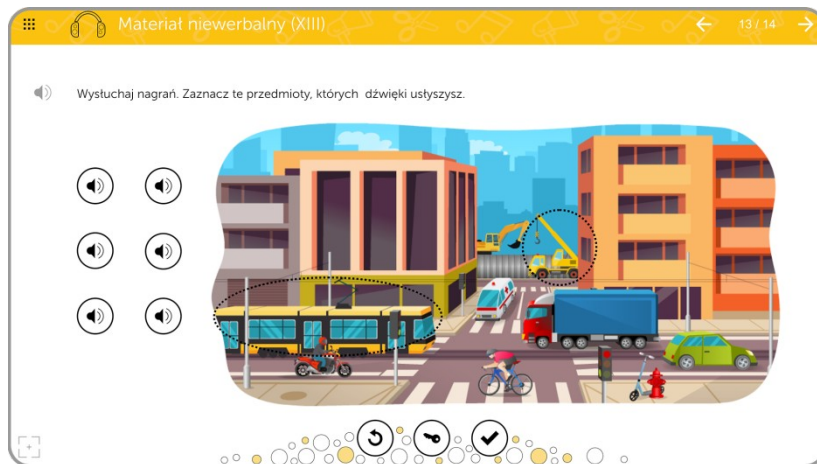 Materiał niewerbalny (XIII)
13 / 14
Wysłuchaj nagrań. Zaznacz te przedmioty, których dźwięki usłyszysz.